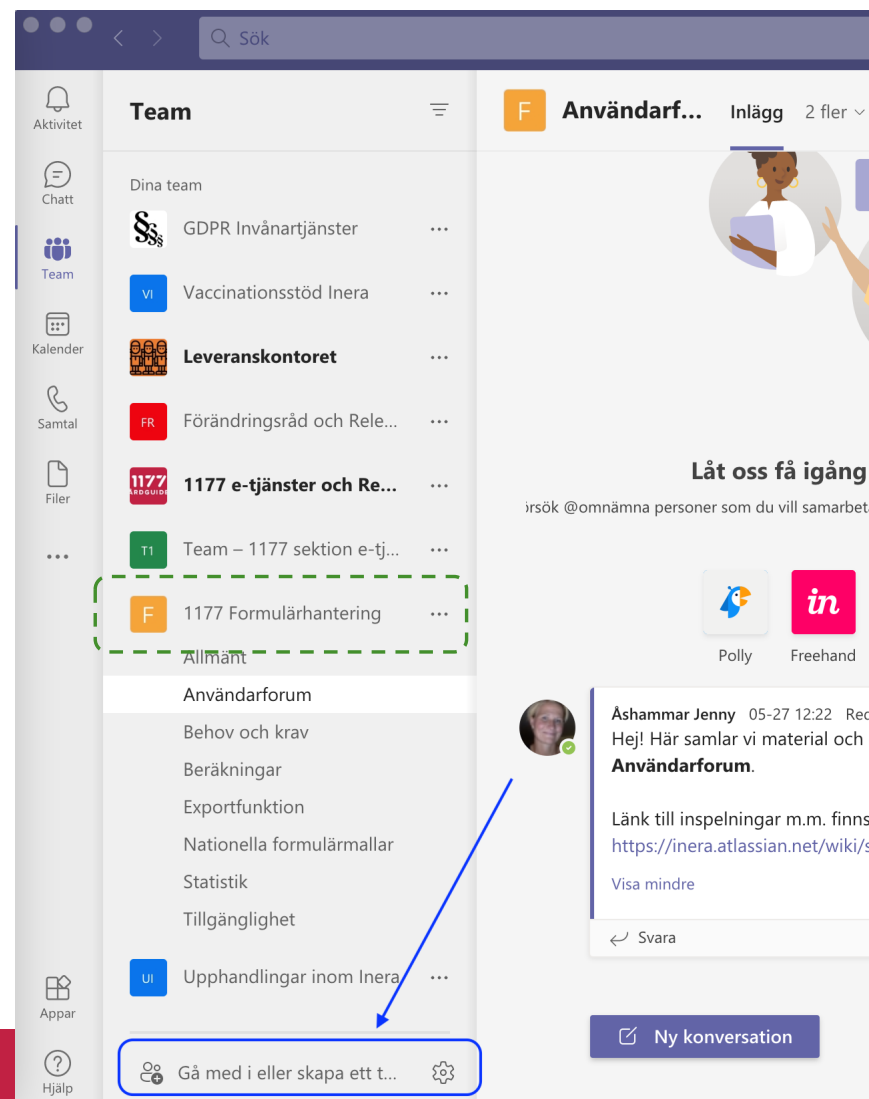 Sök
Aktivitet
Chatt
Team
Kalender
Samtal
Filer
Appar
Hjälp
Team
Dina team
§§§ GDPR Invånartjänster
VI Vaccinationsstöd Inera
Leveranskontoret
FR Förändringsråd och Rele...
1177 1177 e-tjänster och Re...
T1 Team – 1177 sektion e-tj...
F 1177 Formulärhantering
Allmänt
Användarforum
Behov och krav
Beräkningar
Exportfunktion
Nationella formulärmallar
Statistik
Tillgänglighet
UI Upphandlingar inom Inera
Gå med i eller skapa ett t...
F Användarf... Inlägg 2 fler
Låt oss få igång
örsök @omnämna personer som du vill samarbeta
in
Polly Freehand
Åshammar Jenny 05-27 12:22 Rec
Hej! Här samlar vi material och
Användarforum.
Länk till inspelningar m.m. finns
https://inera.atlassian.net/wiki/s
Visa mindre
Svara
Ny konversation